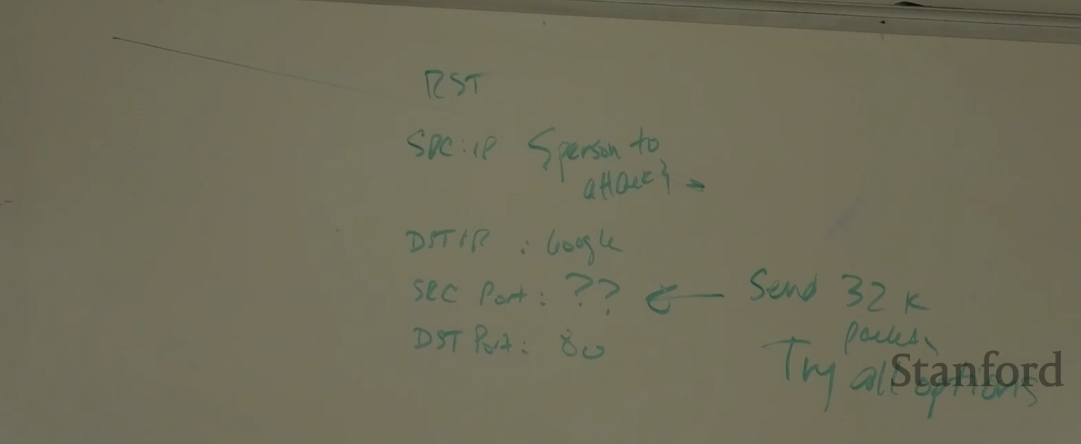 RST
SRC:IP {person to
attack}
DST IP : Google
SRC Port : ??
Send 32 k
packets
DST Port : 80
Try all options
Stanford